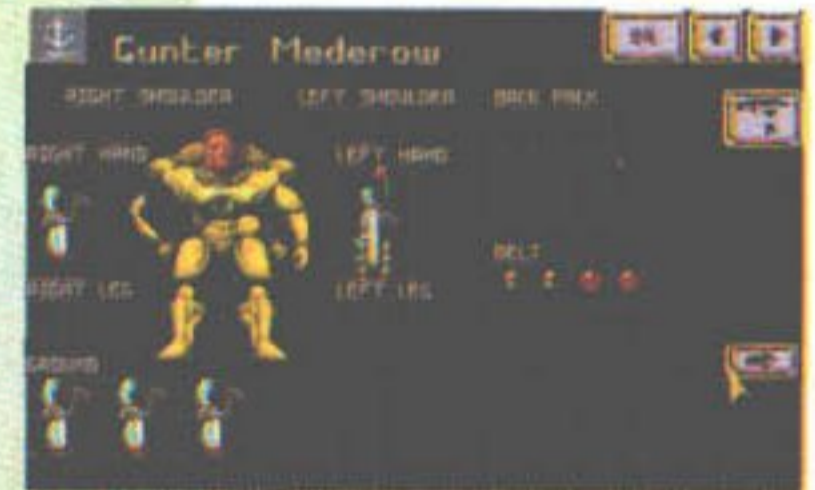 Gunter Mederow
RIGHT SHOULDER LEFT SHOULDER BACK PACK
RIGHT HAND LEFT HAND
BELT
RIGHT LEG LEFT LEG
GROUND